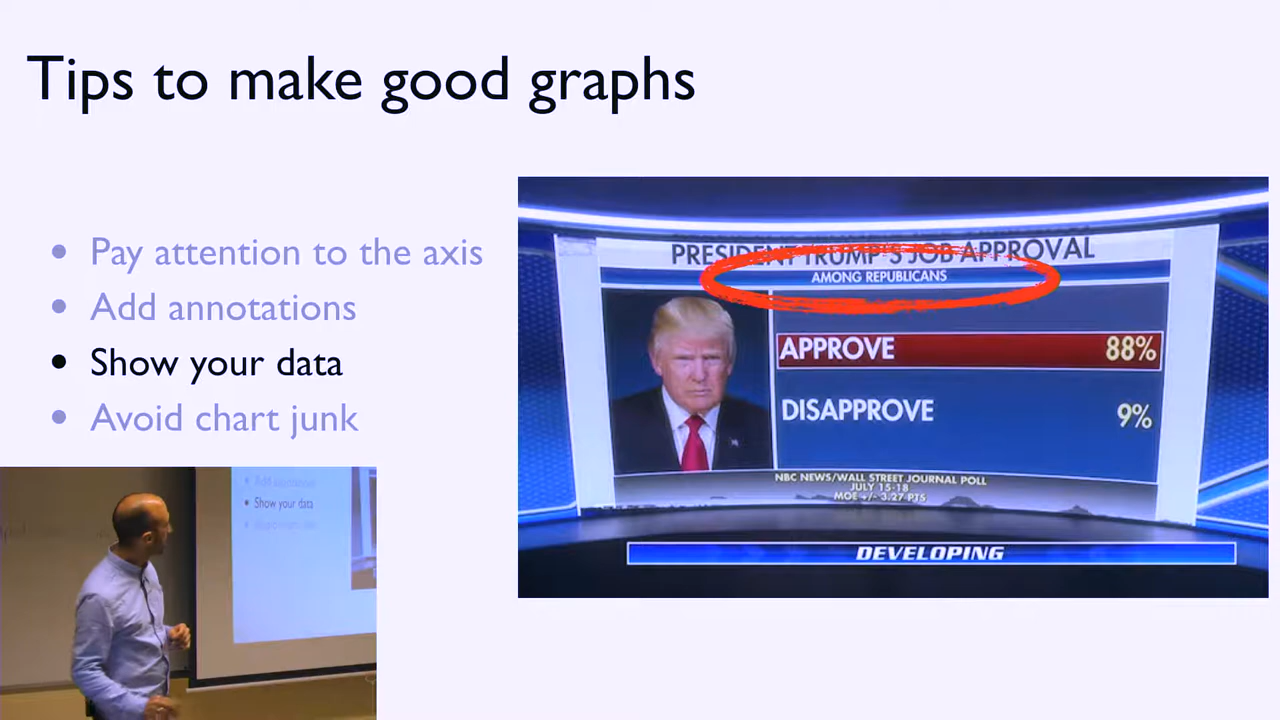 Tips to make good graphs
• Pay attention to the axis
• Add annotations
• Show your data
• Avoid chart junk
PRESIDENT TRUMP'S JOB APPROVAL
AMONG REPUBLICANS
APPROVE 88%
DISAPPROVE 9%
NBC NEWS/WALL STREET JOURNAL POLL
JULY 15-18
MOE +/- 3.27 PTS
DEVELOPING
Add annotations
• Show your data